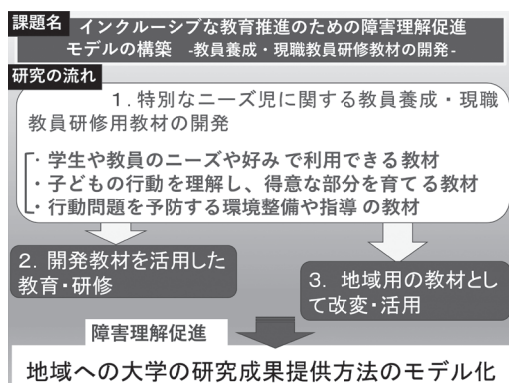 課題名 インクルーシブな教育推進のための障害理解促進
モデルの構築 -教員養成・現職教員研修教材の開発-
研究の流れ
1.特別なニーズ児に関する教員養成・現職
教員研修用教材の開発
・学生や教員のニーズや好みで利用できる教材
・子どもの行動を理解し、得意な部分を育てる教材
・行動問題を予防する環境整備や指導の教材
2. 開発教材を活用した
教育・研修
3. 地域用の教材とし
て改変・活用
障害理解促進
地域への大学の研究成果提供方法のモデル化